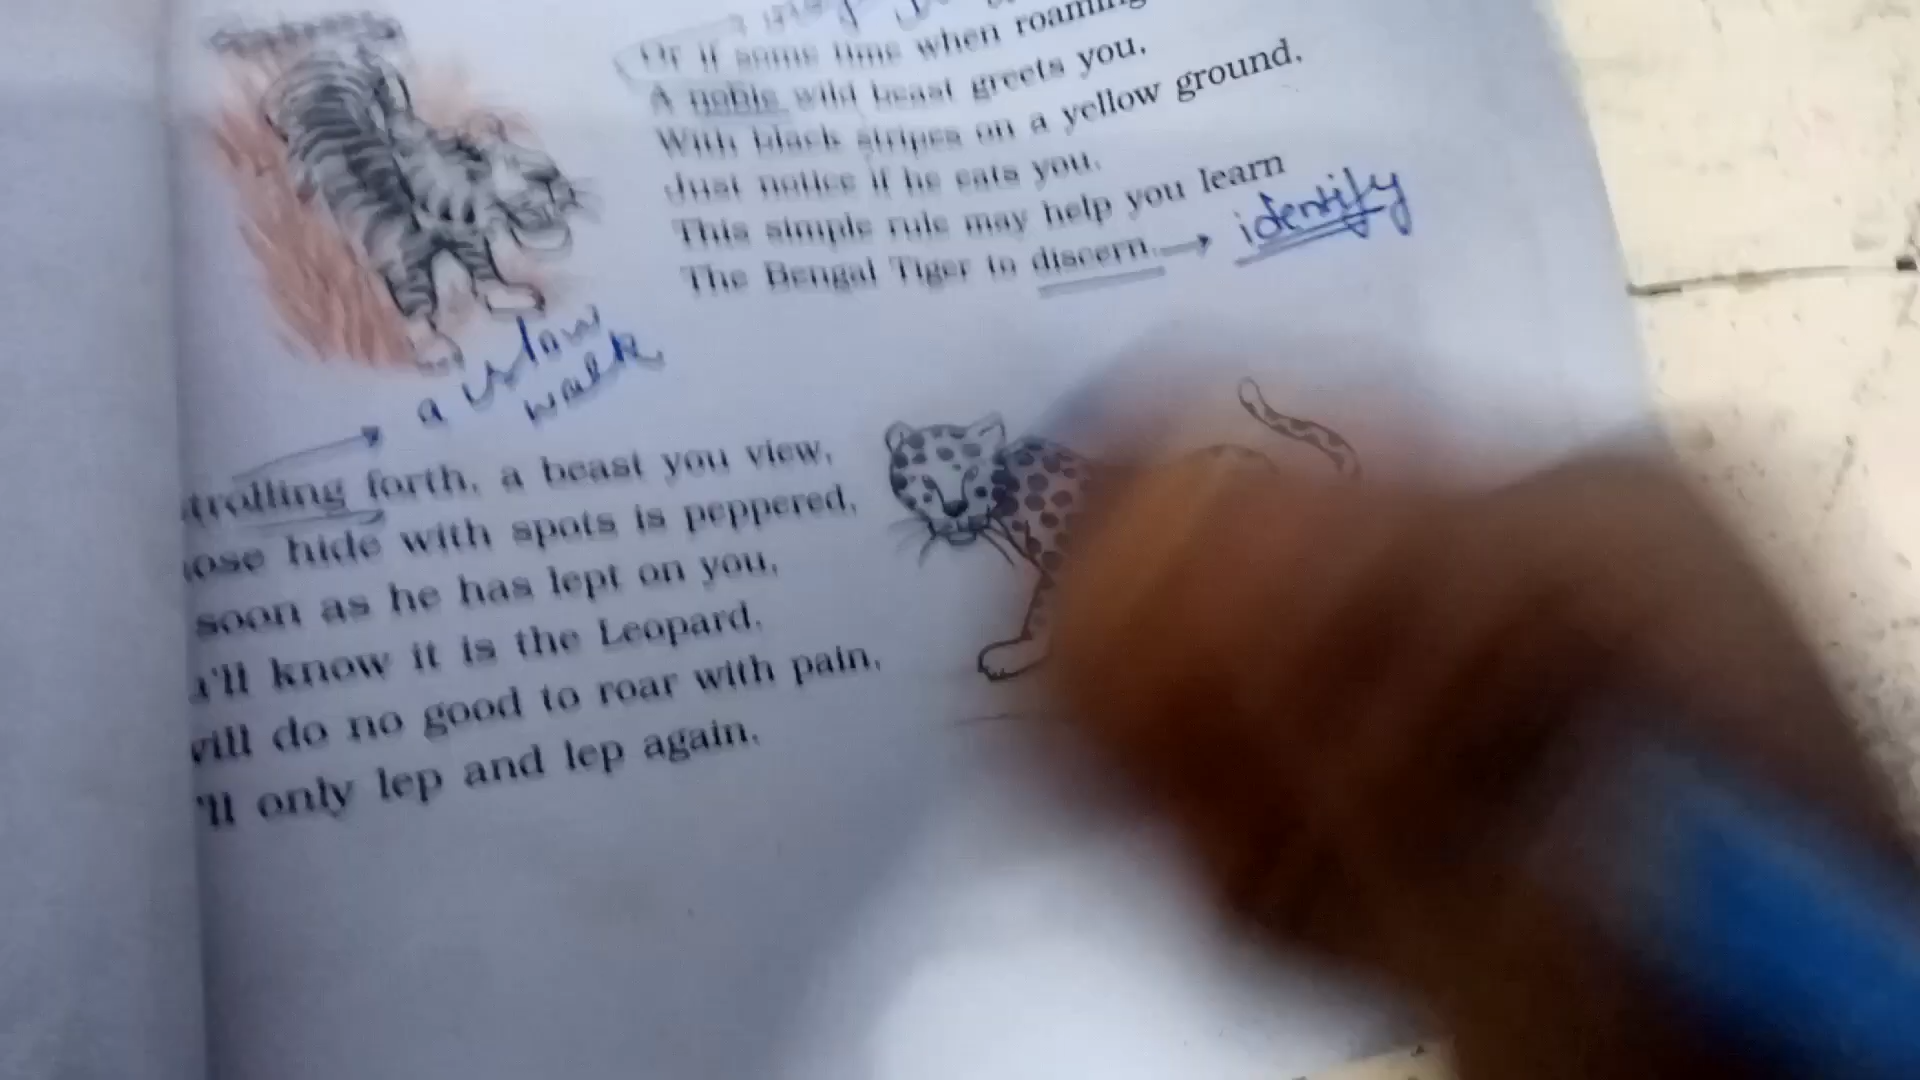 Or if some time when roaming
A noble wild beast greets you,
With black stripes on a yellow ground,
Just notice if he eats you.
This simple rule may help you learn
The Bengal Tiger to discern. → identify
a slow
walk
trolling forth, a beast you view,
ose hide with spots is peppered,
soon as he has lept on you,
'll know it is the Leopard.
will do no good to roar with pain,
'll only lep and lep again.